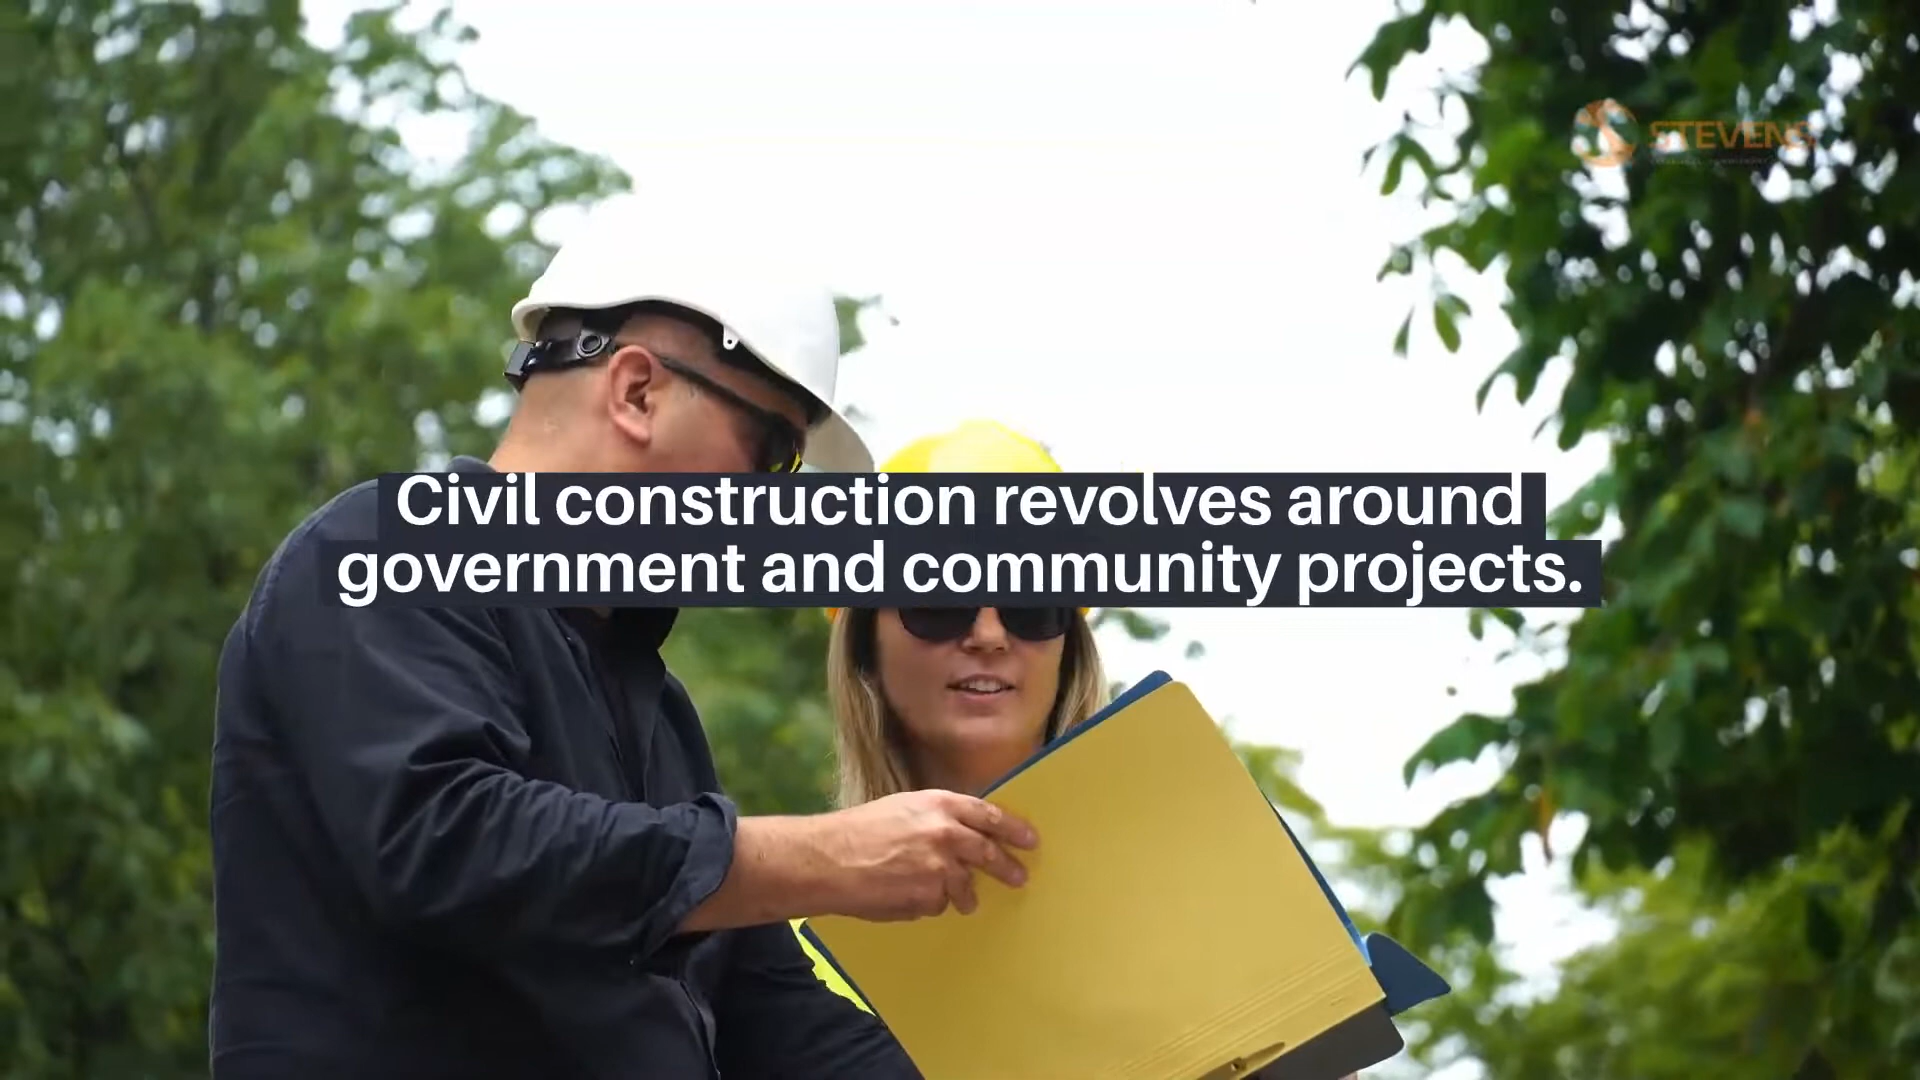 STEVENS
Civil construction revolves around
government and community projects.